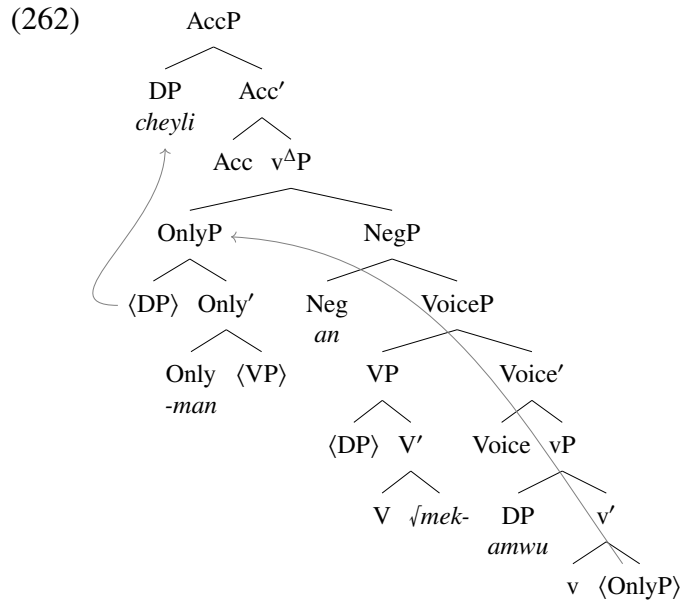 (262)
AccP
DP Acc′
cheyli
Acc v^ΔP
OnlyP NegP
⟨DP⟩ Only′ Neg VoiceP
an
Only ⟨VP⟩ VP Voice′
-man
⟨DP⟩ V′ Voice vP
V √mek- DP v′
amwu
v ⟨OnlyP⟩